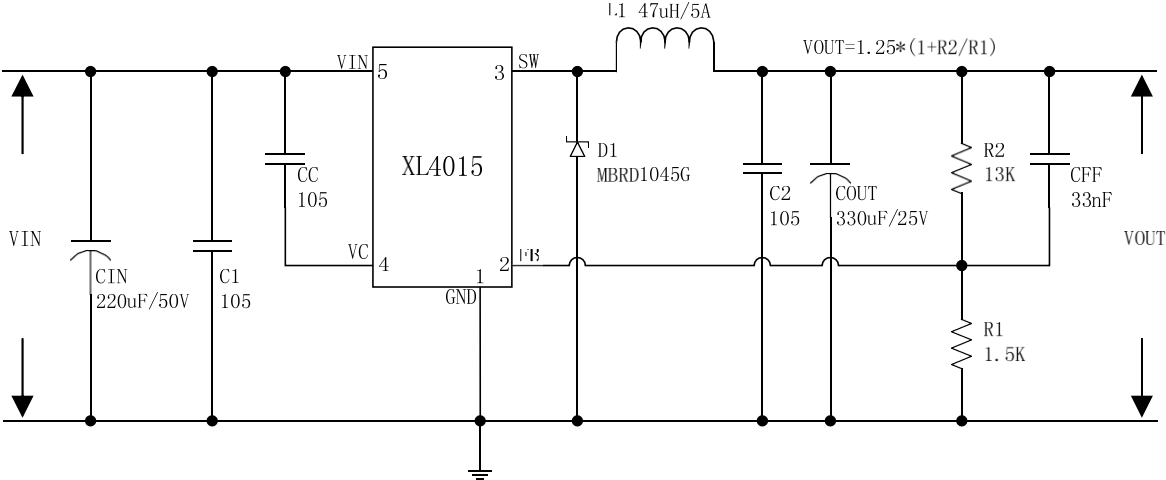 L1 47uH/5A
VOUT=1.25*(1+R2/R1)
VIN
5
3
SW
XL4015
D1
MBRD1045G
R2
13K
CC
105
C2
105
COUT
330uF/25V
CFF
33nF
VIN
VOUT
VC
4
2
FB
1
GND
CIN
220uF/50V
C1
105
R1
1.5K